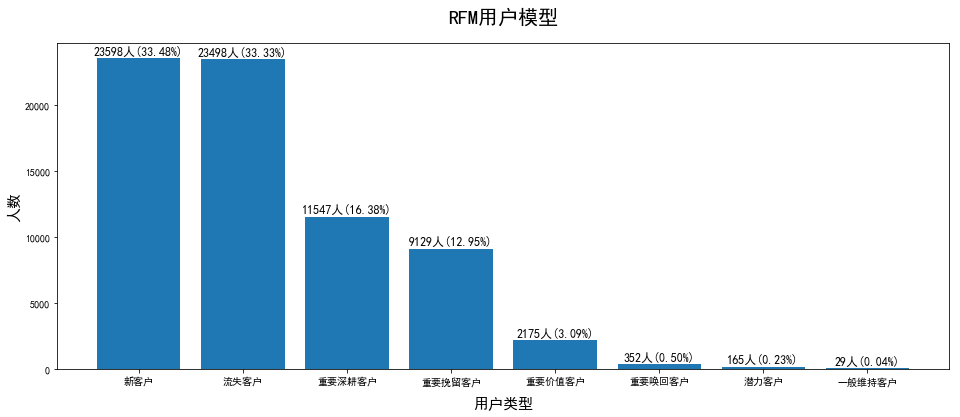 RFM用户模型
23598人(33.48%)
23498人(33.33%)
11547人(16.38%)
9129人(12.95%)
2175人(3.09%)
352人(0.50%)
165人(0.23%)
29人(0.04%)
人数
20000
15000
10000
5000
0
新客户
流失客户
重要深耕客户
重要挽留客户
重要价值客户
重要唤回客户
潜力客户
一般维持客户
用户类型